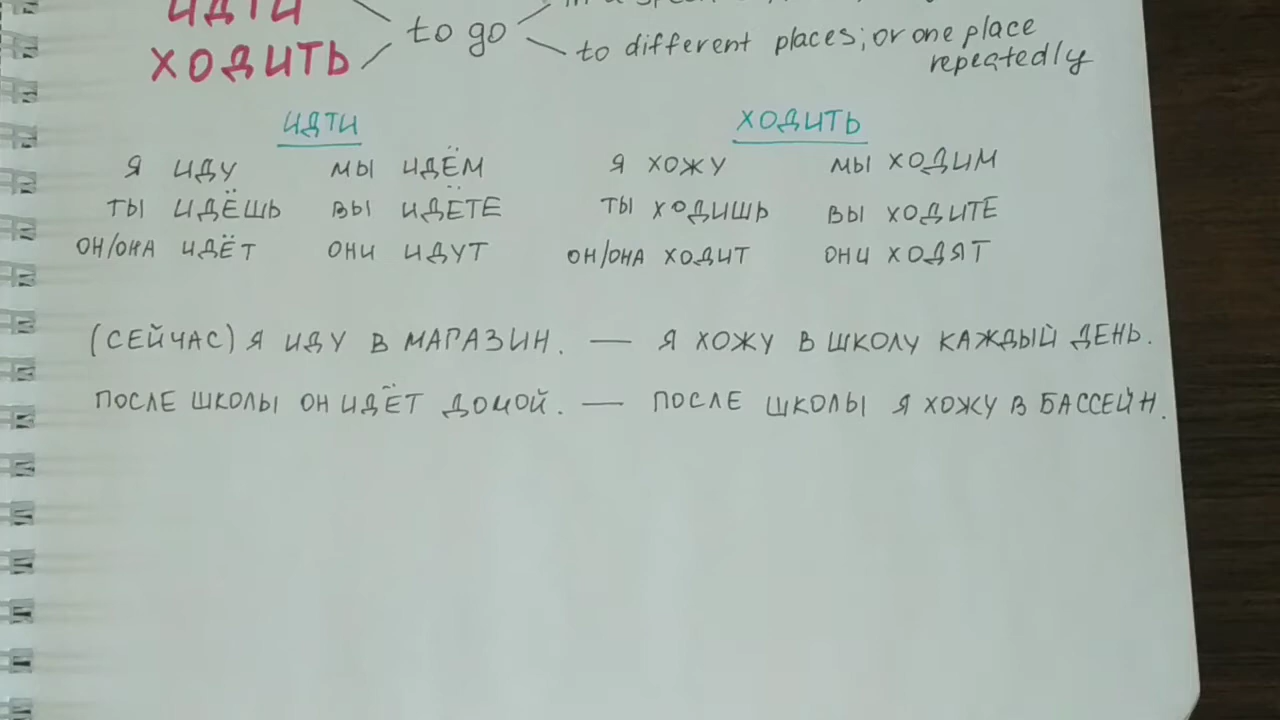 ИДТИ
ХОДИТЬ
to go
in a
to different places; or one place
repeatedly
ИДТИ ХОДИТЬ
Я ИДУ МЫ ИДЁМ Я ХОЖУ МЫ ХОДИМ
ТЫ ИДЁШЬ ВЫ ИДЁТЕ ТЫ ХОДИШЬ ВЫ ХОДИТЕ
ОН/ОНА ИДЁТ ОНИ ИДУТ ОН/ОНА ХОДИТ ОНИ ХОДЯТ
(СЕЙЧАС) Я ИДУ В МАГАЗИН. — Я ХОЖУ В ШКОЛУ КАЖДЫЙ ДЕНЬ.
ПОСЛЕ ШКОЛЫ ОН ИДЁТ ДОМОЙ. — ПОСЛЕ ШКОЛЫ Я ХОЖУ В БАССЕЙН.